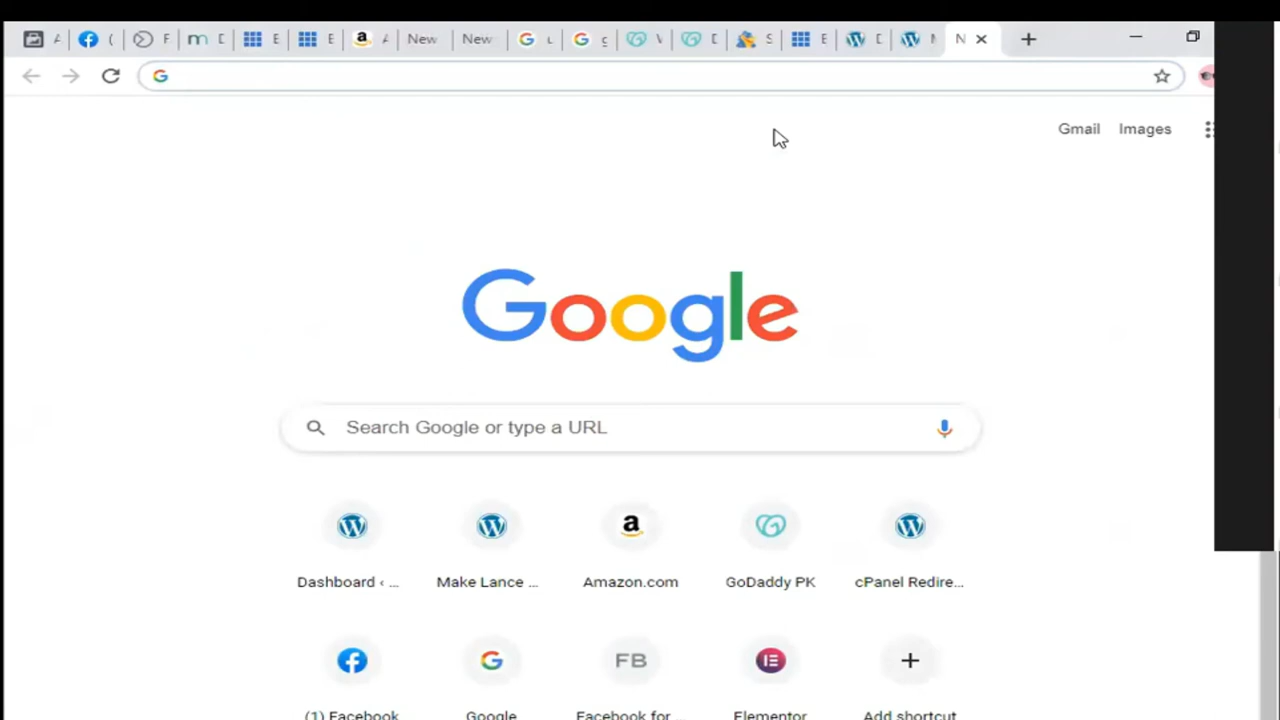 New
New
N
Gmail Images
Google
Search Google or type a URL
Dashboard ‹ ... Make Lance ... Amazon.com GoDaddy PK cPanel Redire...
FB
(1) Facebook Google Facebook for ... Elementor Add shortcut